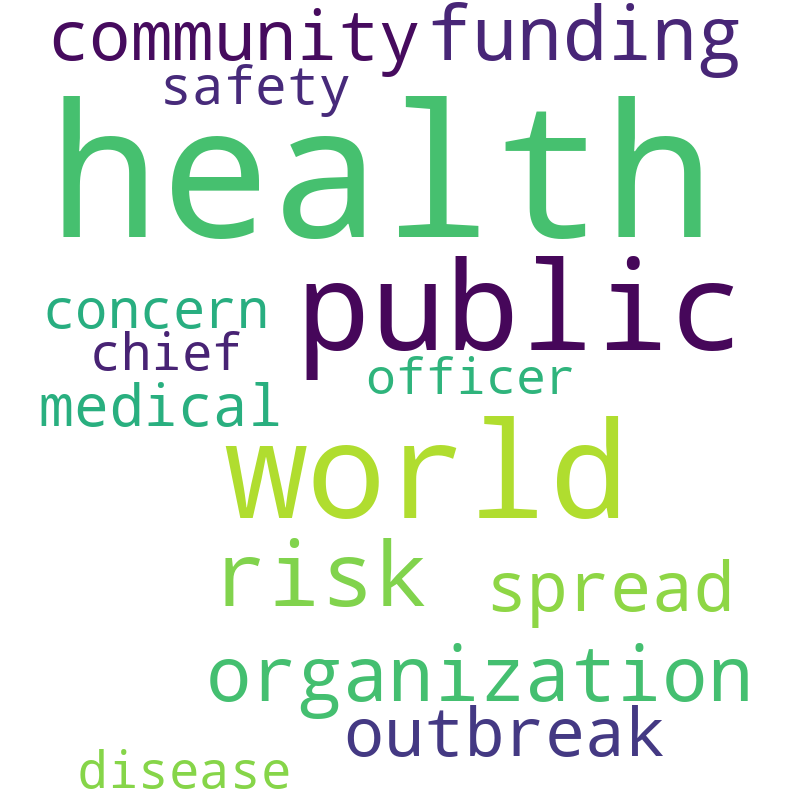 community funding
safety
health
public
concern
chief
officer
medical
world
risk
spread
organization
outbreak
disease